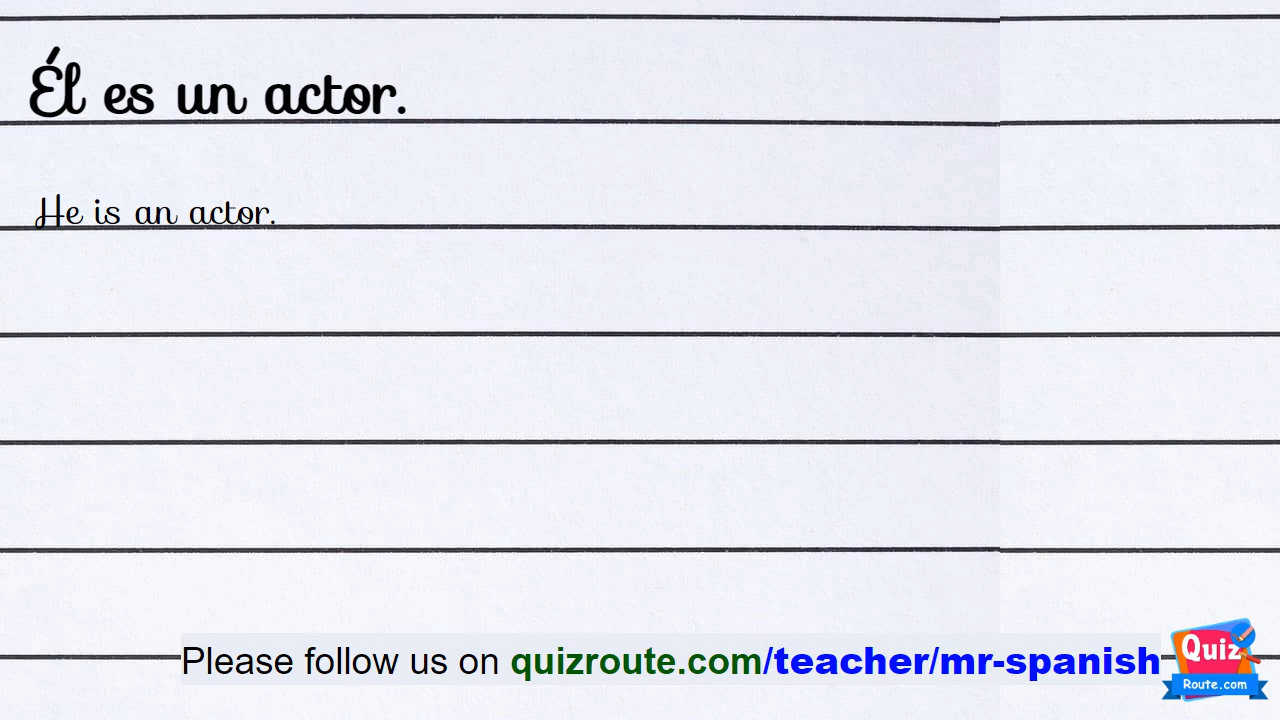 Él es un actor.
He is an actor.
Please follow us on quizroute.com/teacher/mr-spanish
Quiz
Route.com